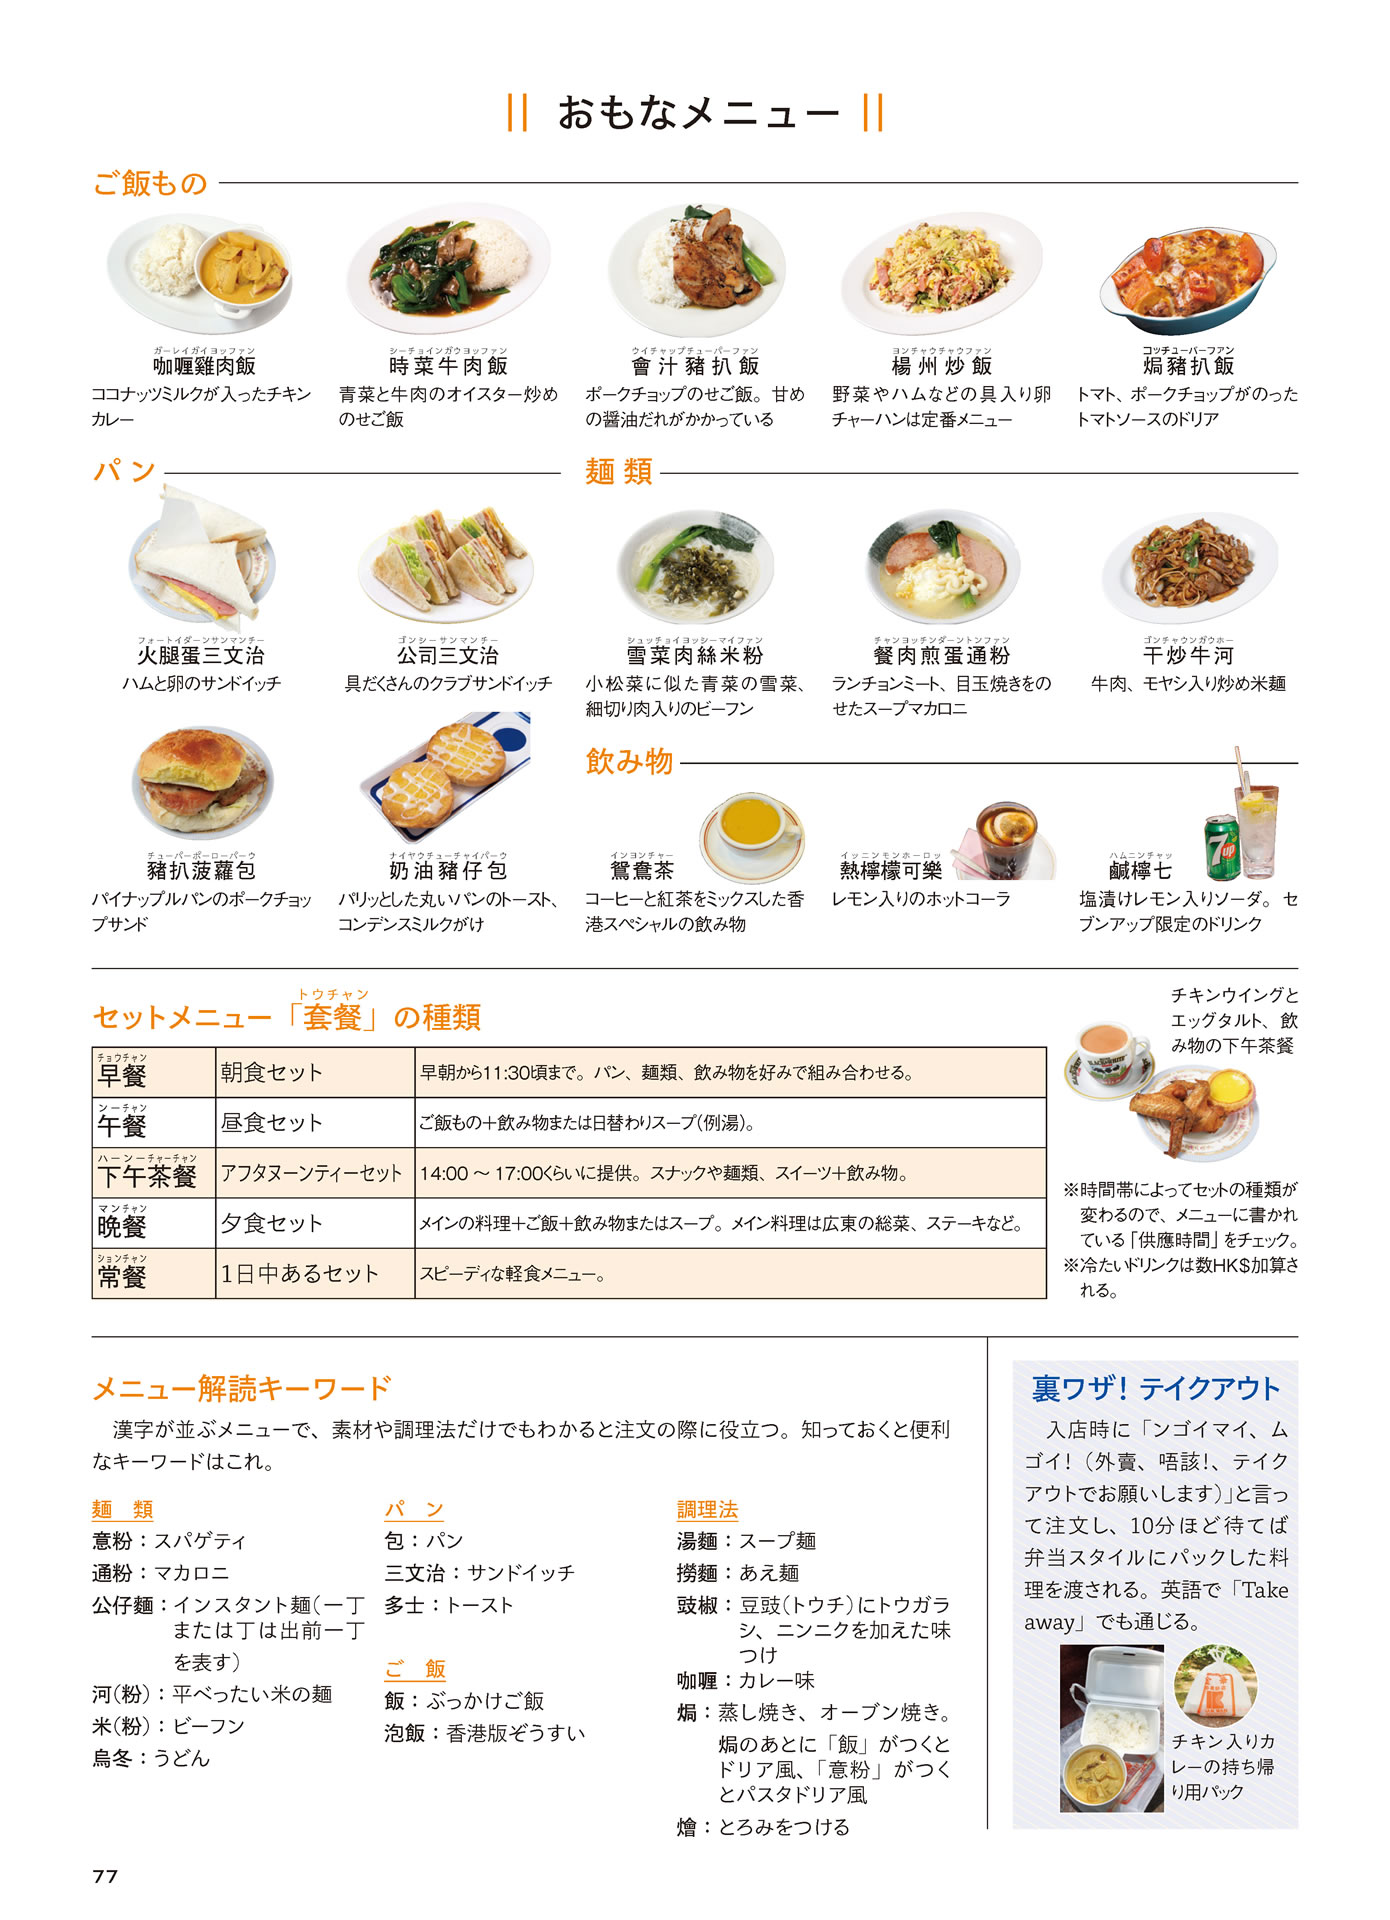 おもなメニュー
ご飯もの
ガーレイガイヨッファン
咖喱雞肉飯
ココナッツミルクが入ったチキン
カレー
シーチョインガウヨッファン
時菜牛肉飯
青菜と牛肉のオイスター炒め
のせご飯
ウイチャップチューパーファン
會汁豬扒飯
ポークチョップのせご飯。甘め
の醤油だれがかかっている
ヨンチャウチャウファン
楊州炒飯
野菜やハムなどの具入り卵
チャーハンは定番メニュー
コッチューパーフアン
焗豬扒飯
トマト、ポークチョップがのった
トマトソースのドリア
パン
フォートイダーンサンマンチー
火腿蛋三文治
ハムと卵のサンドイッチ
ゴンシーサンマンチー
公司三文治
具だくさんのクラブサンドイッチ
チューパーポーローパーウ
豬扒菠蘿包
パイナップルパンのポークチョッ
プサンド
ナイヤウチューチャイパーウ
奶油豬仔包
パリッとした丸いパンのトースト、
コンデンスミルクがけ
麺類
シュッチョイヨッシーマイファン
雪菜肉絲米粉
小松菜に似た青菜の雪菜、
細切り肉入りのビーフン
チャンヨッチンダーントンファン
餐肉煎蛋通粉
ランチョンミート、目玉焼きをの
せたスープマカロニ
ゴンチャウンガウホー
干炒牛河
牛肉、モヤシ入り炒め米麺
飲み物
インヨンチャー
鴛鴦茶
コーヒーと紅茶をミックスした香
港スペシャルの飲み物
イッニンモンホーロッ
熱檸檬可樂
レモン入りのホットコーラ
ハムニンチャッ
鹹檸七
塩漬けレモン入りソーダ。セ
ブンアップ限定のドリンク
7up
トウチャン
セットメニュー「套餐」の種類
チョウチャン
早餐 朝食セット 早朝から11:30頃まで。パン、麺類、飲み物を好みで組み合わせる。
ンーチャン
午餐 昼食セット ご飯もの＋飲み物または日替わりスープ(例湯)。
ハーンーチャーチャン
下午茶餐 アフタヌーンティーセット 14:00 ～ 17:00くらいに提供。スナックや麺類、スイーツ＋飲み物。
マンチャン
晩餐 夕食セット メインの料理＋ご飯＋飲み物またはスープ。メイン料理は広東の総菜、ステーキなど。
ションチャン
常餐 1日中あるセット スピーディな軽食メニュー。
チキンウイングと
エッグタルト、飲
み物の下午茶餐
※時間帯によってセットの種類が
変わるので、メニューに書かれ
ている「供應時間」をチェック。
※冷たいドリンクは数HK$加算さ
れる。
メニュー解読キーワード
漢字が並ぶメニューで、素材や調理法だけでもわかると注文の際に役立つ。知っておくと便利
なキーワードはこれ。
麺　類
意粉：スパゲティ
通粉：マカロニ
公仔麺：インスタント麺(一丁
または丁は出前一丁
を表す)
河(粉)：平べったい米の麺
米(粉)：ビーフン
烏冬：うどん
パ　ン
包：パン
三文治：サンドイッチ
多士：トースト
ご　飯
飯：ぶっかけご飯
泡飯：香港版ぞうすい
調理法
湯麺：スープ麺
撈麺：あえ麺
豉椒：豆豉(トウチ)にトウガラ
シ、ニンニクを加えた味
つけ
咖喱：カレー味
焗：蒸し焼き、オーブン焼き。
焗のあとに「飯」がつくと
ドリア風、「意粉」がつく
とパスタドリア風
燴：とろみをつける
裏ワザ！テイクアウト
入店時に「ンゴイマイ、ム
ゴイ！（外賣、唔該!、テイク
アウトでお願いします）」と言っ
て注文し、10分ほど待てば
弁当スタイルにパックした料
理を渡される。英語で「Take
away」でも通じる。
チキン入りカ
レーの持ち帰
り用パック
77